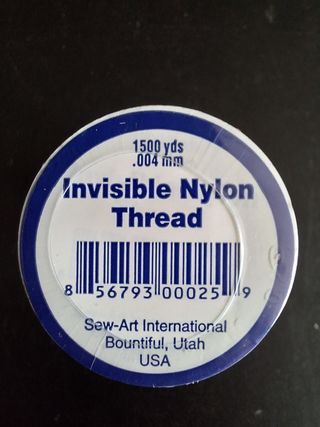 1500 yds
.004 mm
Invisible Nylon
Thread
8 56793 00025 9
Sew-Art International
Bountiful, Utah
USA